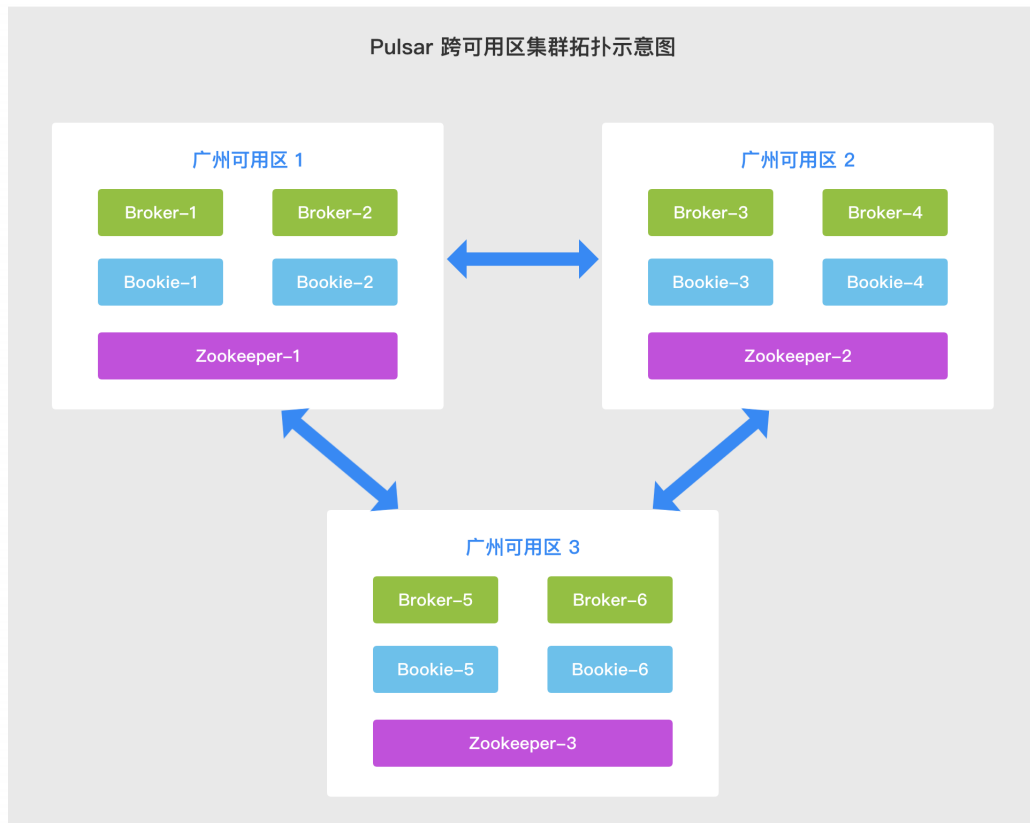 Pulsar 跨可用区集群拓扑示意图
广州可用区 1
Broker-1
Broker-2
Bookie-1
Bookie-2
Zookeeper-1
广州可用区 2
Broker-3
Broker-4
Bookie-3
Bookie-4
Zookeeper-2
广州可用区 3
Broker-5
Broker-6
Bookie-5
Bookie-6
Zookeeper-3